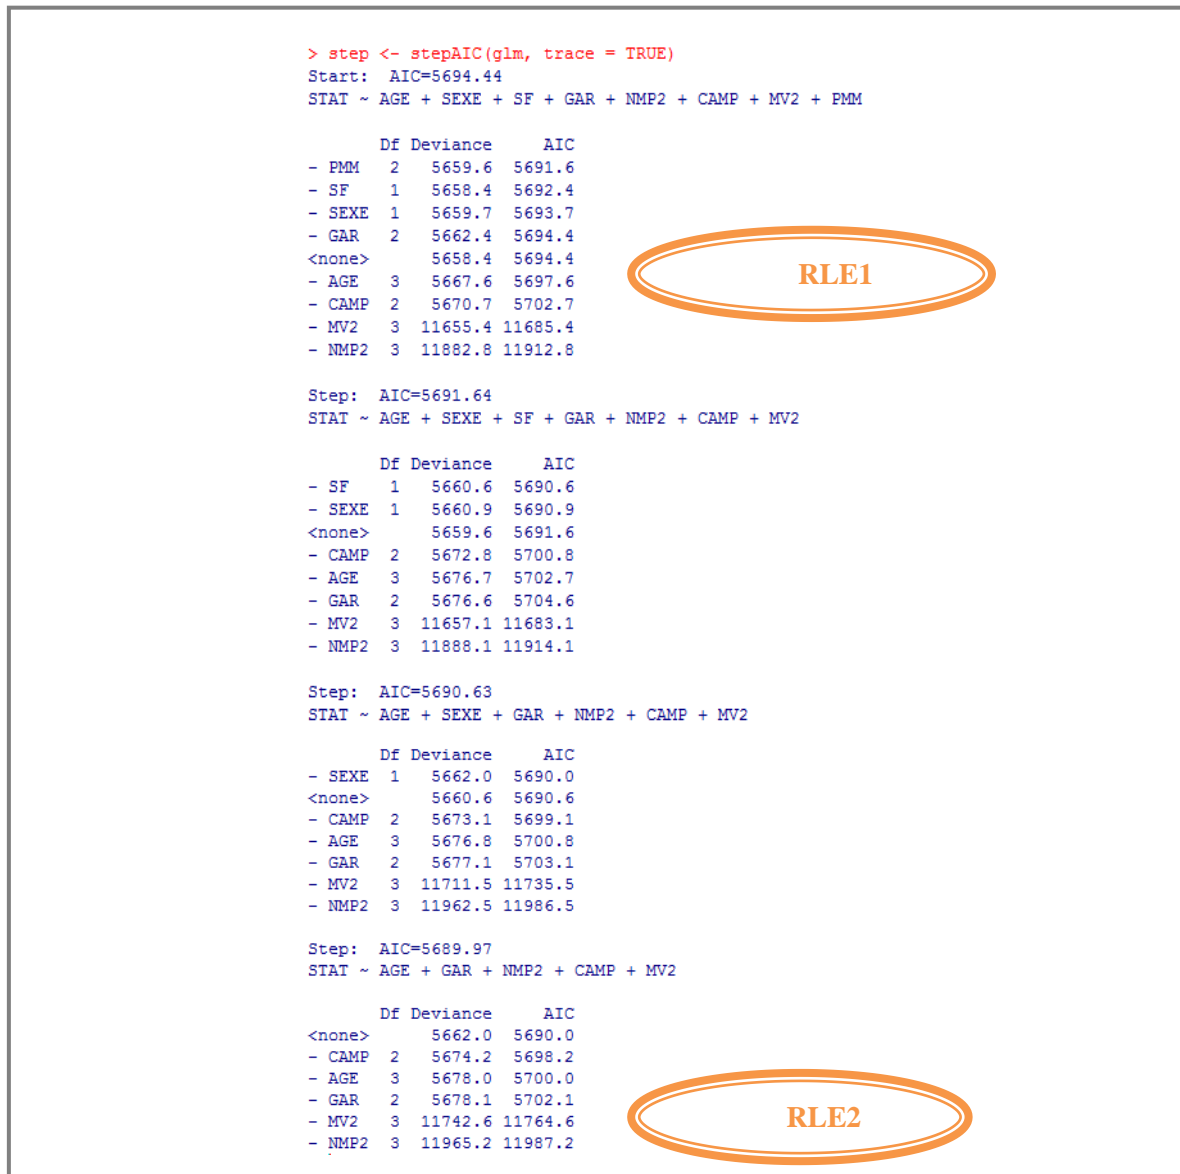 > step <- stepAIC(glm, trace = TRUE)
Start:  AIC=5694.44
STAT ~ AGE + SEXE + SF + GAR + NMP2 + CAMP + MV2 + PMM
       Df Deviance     AIC
- PMM   2   5659.6  5691.6
- SF    1   5658.4  5692.4
- SEXE  1   5659.7  5693.7
- GAR   2   5662.4  5694.4
<none>      5658.4  5694.4
- AGE   3   5667.6  5697.6
RLE1
- CAMP  2   5670.7  5702.7
- MV2   3  11655.4 11685.4
- NMP2  3  11882.8 11912.8
Step:  AIC=5691.64
STAT ~ AGE + SEXE + SF + GAR + NMP2 + CAMP + MV2
       Df Deviance     AIC
- SF    1   5660.6  5690.6
- SEXE  1   5660.9  5690.9
<none>      5659.6  5691.6
- CAMP  2   5672.8  5700.8
- AGE   3   5676.7  5702.7
- GAR   2   5676.6  5704.6
- MV2   3  11657.1 11683.1
- NMP2  3  11888.1 11914.1
Step:  AIC=5690.63
STAT ~ AGE + SEXE + GAR + NMP2 + CAMP + MV2
       Df Deviance     AIC
- SEXE  1   5662.0  5690.0
<none>      5660.6  5690.6
- CAMP  2   5673.1  5699.1
- AGE   3   5676.8  5700.8
- GAR   2   5677.1  5703.1
- MV2   3  11711.5 11735.5
- NMP2  3  11962.5 11986.5
Step:  AIC=5689.97
STAT ~ AGE + GAR + NMP2 + CAMP + MV2
       Df Deviance     AIC
<none>      5662.0  5690.0
- CAMP  2   5674.2  5698.2
- AGE   3   5678.0  5700.0
- GAR   2   5678.1  5702.1
- MV2   3  11742.6 11764.6
RLE2
- NMP2  3  11965.2 11987.2